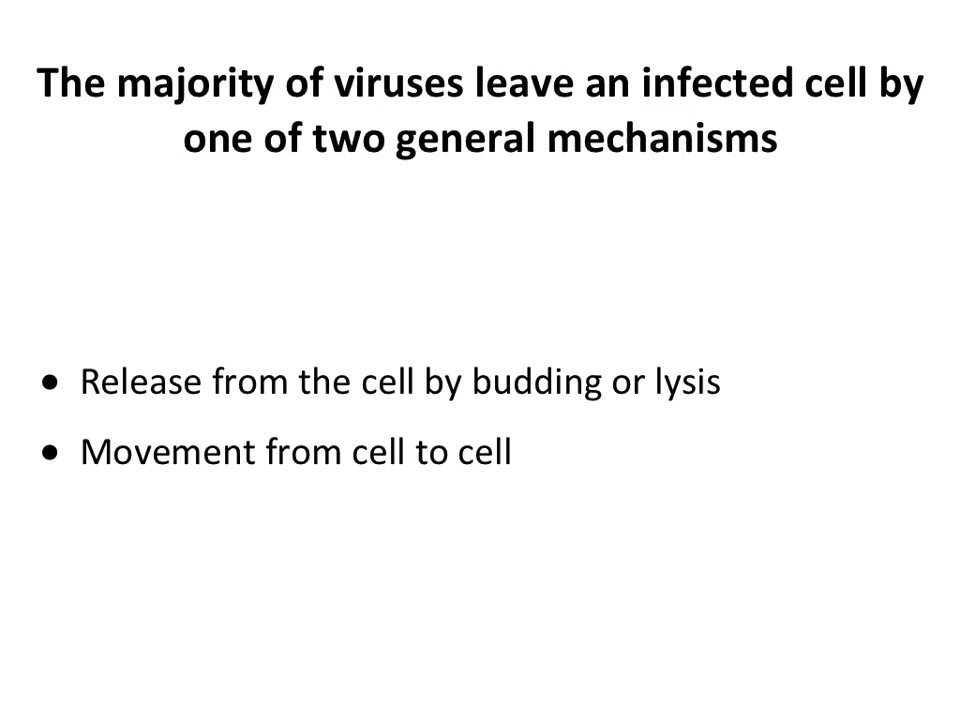 The majority of viruses leave an infected cell by
one of two general mechanisms
• Release from the cell by budding or lysis
• Movement from cell to cell